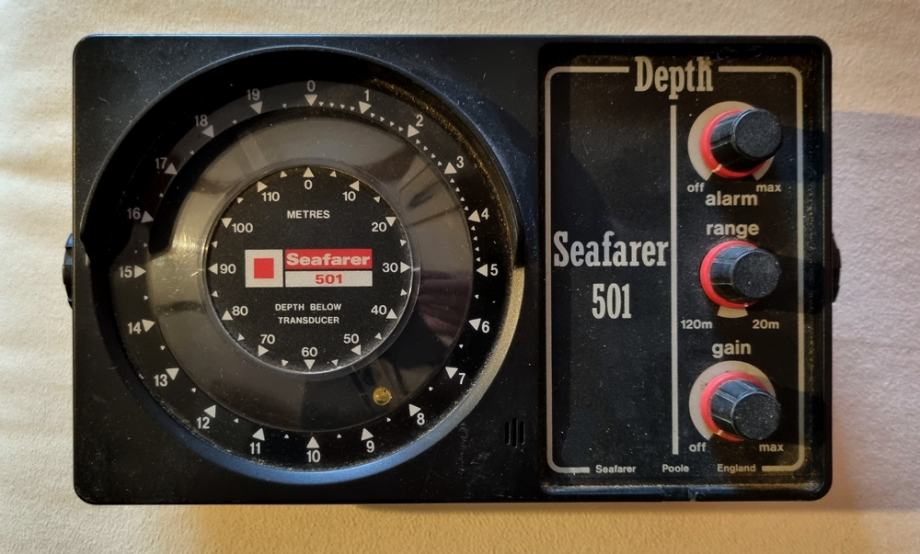 0
1
2
3
4
5
6
7
8
9
10
11
12
13
14
15
16
17
18
19
0
10
20
30
40
50
60
70
80
90
100
110
METRES
Seafarer
501
DEPTH BELOW
TRANSDUCER
Depth
Seafarer
501
off max
alarm
range
120m 20m
gain
off max
Seafarer Poole England